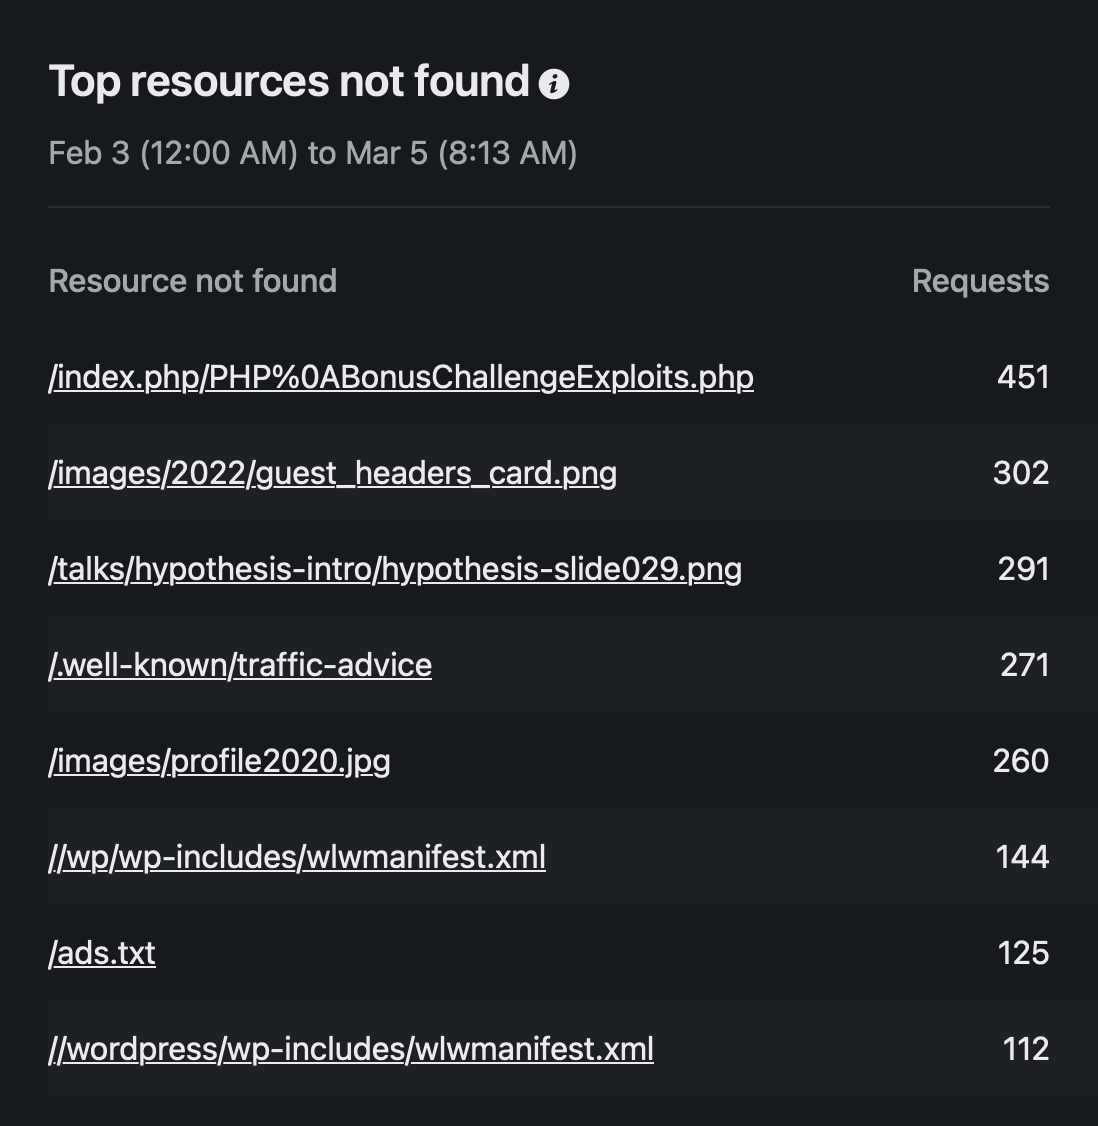 Top resources not found
Feb 3 (12:00 AM) to Mar 5 (8:13 AM)
Resource not found Requests
/index.php/PHP%0ABonusChallengeExploits.php 451
/images/2022/guest_headers_card.png 302
/talks/hypothesis-intro/hypothesis-slide029.png 291
/.well-known/traffic-advice 271
/images/profile2020.jpg 260
//wp/wp-includes/wlwmanifest.xml 144
/ads.txt 125
//wordpress/wp-includes/wlwmanifest.xml 112